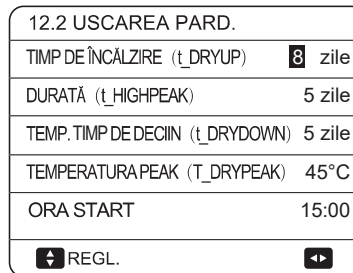 12.2 USCAREA PARD.
TIMP DE ÎNCĂLZIRE (t_DRYUP) 8 zile
DURATĂ (t_HIGHPEAK) 5 zile
TEMP. TIMP DE DECIIN (t_DRYDOWN) 5 zile
TEMPERATURA PEAK (T_DRYPEAK) 45°C
ORA START 15:00
REGL.